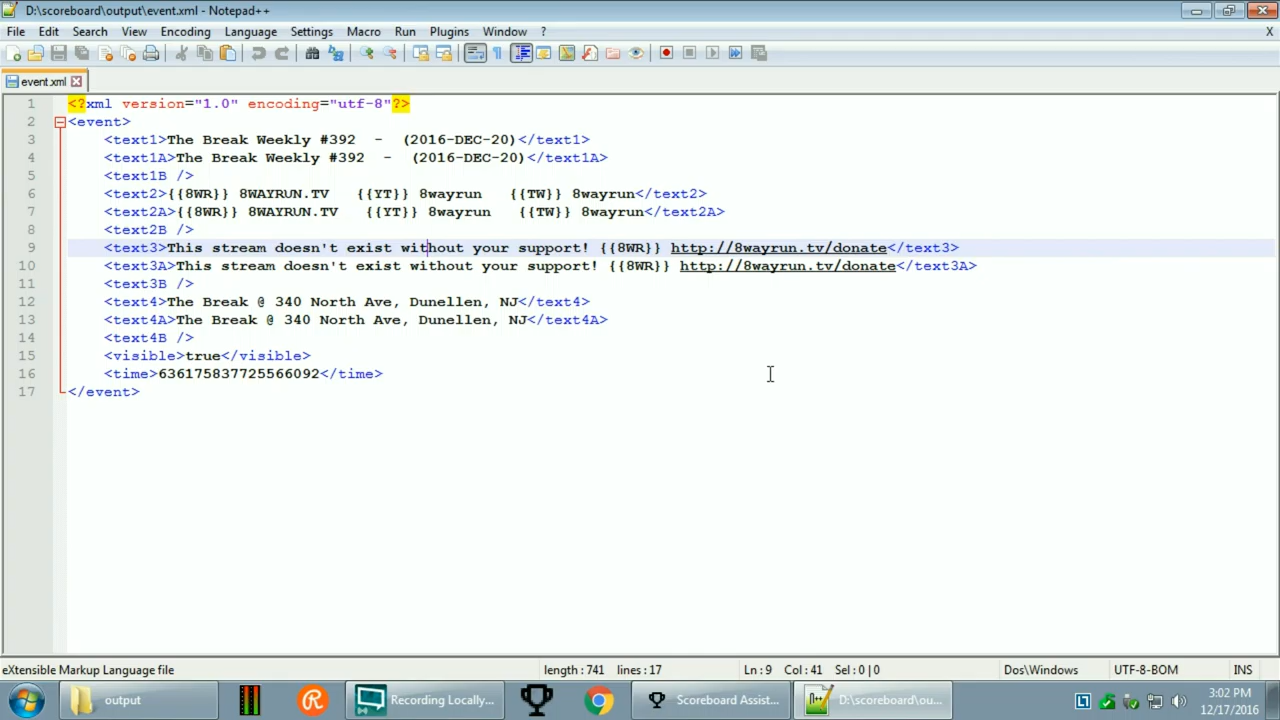 D:\scoreboard\output\event.xml - Notepad++
File Edit Search View Encoding Language Settings Macro Run Plugins Window ? X
event.xml
1 <?xml version="1.0" encoding="utf-8"?>
2 <event>
3 <text1>The Break Weekly #392 - (2016-DEC-20)</text1>
4 <text1A>The Break Weekly #392 - (2016-DEC-20)</text1A>
5 <text1B />
6 <text2>{{8WR}} 8WAYRUN.TV {{YT}} 8wayrun {{TW}} 8wayrun</text2>
7 <text2A>{{8WR}} 8WAYRUN.TV {{YT}} 8wayrun {{TW}} 8wayrun</text2A>
8 <text2B />
9 <text3>This stream doesn't exist without your support! {{8WR}} http://8wayrun.tv/donate</text3>
10 <text3A>This stream doesn't exist without your support! {{8WR}} http://8wayrun.tv/donate</text3A>
11 <text3B />
12 <text4>The Break @ 340 North Ave, Dunellen, NJ</text4>
13 <text4A>The Break @ 340 North Ave, Dunellen, NJ</text4A>
14 <text4B />
15 <visible>true</visible>
16 <time>636175837725566092</time>
17 </event>
eXtensible Markup Language file length : 741 lines : 17 Ln : 9 Col : 41 Sel : 0 | 0 Dos\Windows UTF-8-BOM INS
output Recording Locally,... Scoreboard Assist... D:\scoreboard\ou... 3:02 PM
12/17/2016